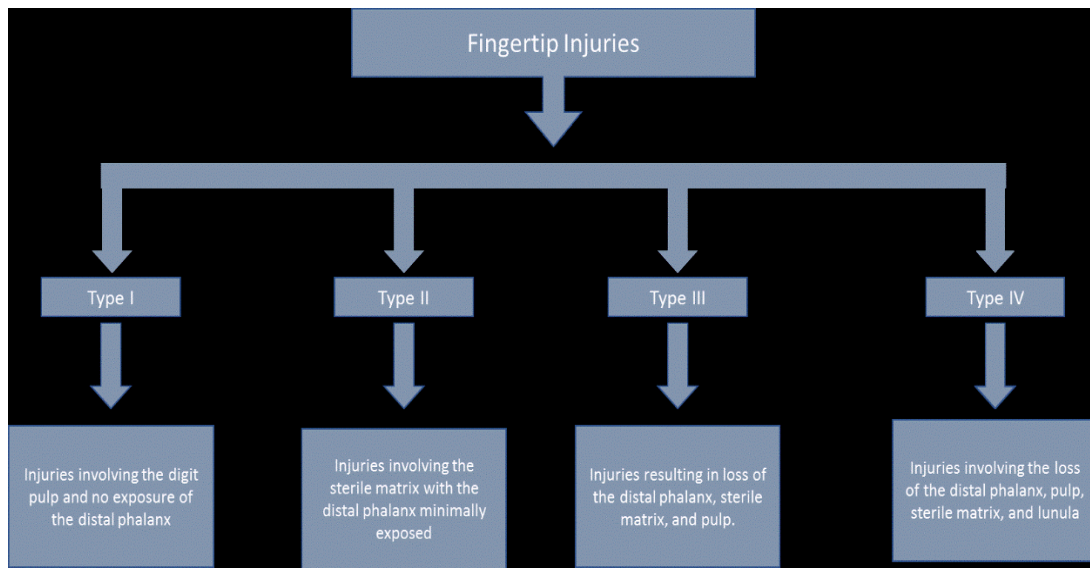 Fingertip Injuries
Type I
Type II
Type III
Type IV
Injuries involving the digit
pulp and no exposure of
the distal phalanx
Injuries involving the
sterile matrix with the
distal phalanx minimally
exposed
Injuries resulting in loss of
the distal phalanx, sterile
matrix, and pulp.
Injuries involving the loss
of the distal phalanx, pulp,
sterile matrix, and lunula